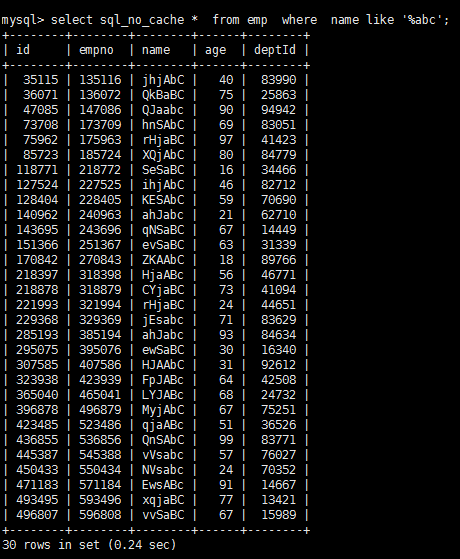 mysql> select sql_no_cache *  from emp  where  name like '%abc';
+--------+--------+--------+------+--------+
| id     | empno  | name   | age  | deptId |
+--------+--------+--------+------+--------+
|  35115 | 135116 | jhjAbC |   40 |  83990 |
|  36071 | 136072 | QkBaBC |   75 |  25863 |
|  47085 | 147086 | QJaabc |   90 |  94942 |
|  73708 | 173709 | hnSAbC |   69 |  83051 |
|  75962 | 175963 | rHjaBC |   97 |  41423 |
|  85723 | 185724 | XQjAbC |   80 |  84779 |
| 118771 | 218772 | SeSaBC |   16 |  34466 |
| 127524 | 227525 | ihjAbC |   46 |  82712 |
| 128404 | 228405 | KESAbC |   59 |  70690 |
| 140962 | 240963 | ahJabc |   21 |  62710 |
| 143695 | 243696 | qNSaBC |   67 |  14449 |
| 151366 | 251367 | evSaBC |   63 |  31339 |
| 170842 | 270843 | ZKAAbC |   18 |  89766 |
| 218397 | 318398 | HjaABc |   56 |  46771 |
| 218878 | 318879 | CYjaBC |   73 |  41094 |
| 221993 | 321994 | rHjaBC |   24 |  44651 |
| 229368 | 329369 | jEsabc |   71 |  83629 |
| 285193 | 385194 | ahJabc |   93 |  84634 |
| 295075 | 395076 | ewSaBC |   30 |  16340 |
| 307585 | 407586 | HJAAbC |   31 |  92612 |
| 323938 | 423939 | FpJABc |   64 |  42508 |
| 365040 | 465041 | LYJABc |   68 |  24732 |
| 396878 | 496879 | MyjAbC |   67 |  75251 |
| 423485 | 523486 | qjaABc |   51 |  36526 |
| 436855 | 536856 | QnSAbC |   99 |  83771 |
| 445387 | 545388 | vVsabc |   57 |  76027 |
| 450433 | 550434 | NVsabc |   24 |  70352 |
| 471183 | 571184 | EwsABc |   91 |  14667 |
| 493495 | 593496 | xqjaBC |   77 |  13421 |
| 496807 | 596808 | vvSaBC |   67 |  15989 |
+--------+--------+--------+------+--------+
30 rows in set (0.24 sec)